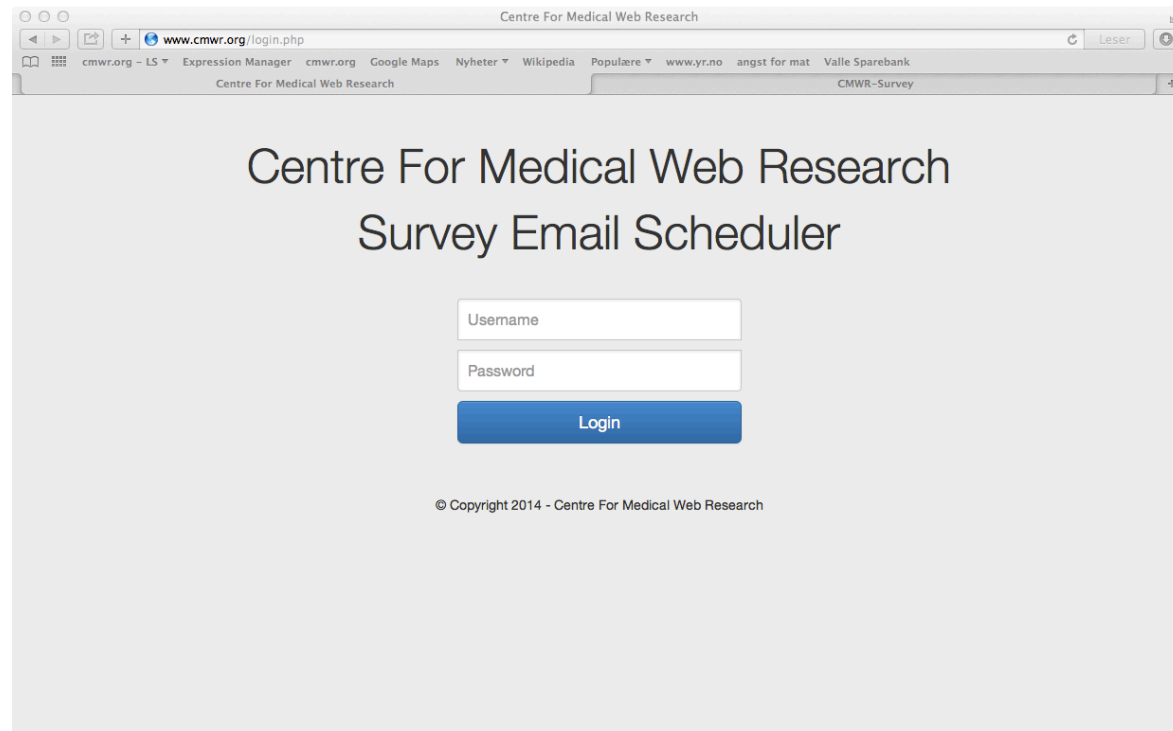 Centre For Medical Web Research
www.cmwr.org/login.php
Leser
cmwr.org – LS Expression Manager cmwr.org Google Maps Nyheter Wikipedia Populære www.yr.no angst for mat Valle Sparebank
Centre For Medical Web Research CMWR-Survey
Centre For Medical Web Research
Survey Email Scheduler
Username
Password
Login
© Copyright 2014 - Centre For Medical Web Research